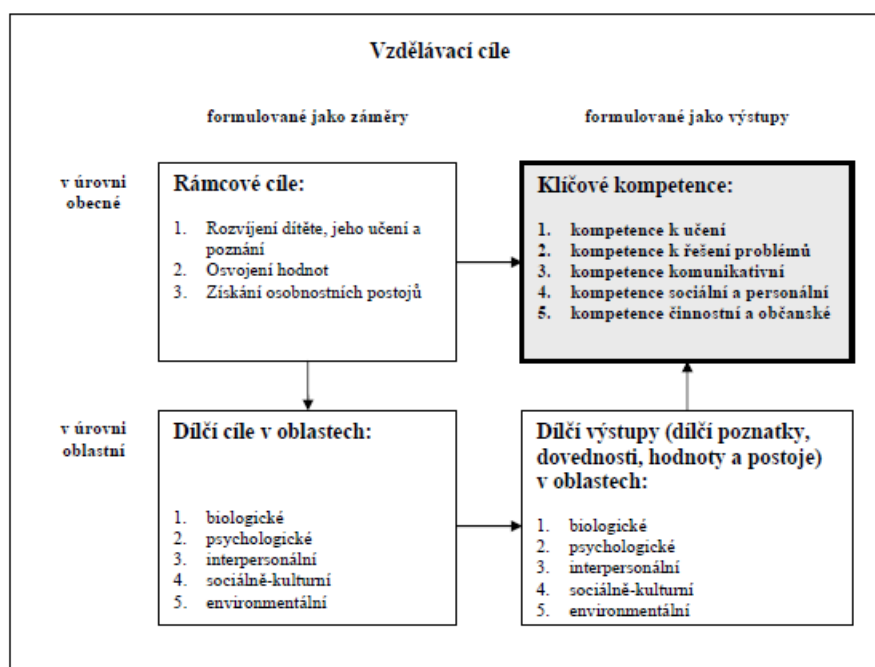 Vzdělávací cíle
formulované jako záměry
formulované jako výstupy
v úrovni
obecné
Rámcové cíle:
1. Rozvíjení dítěte, jeho učení a
poznání
2. Osvojení hodnot
3. Získání osobnostních postojů
Klíčové kompetence:
1. kompetence k učení
2. kompetence k řešení problémů
3. kompetence komunikativní
4. kompetence sociální a personální
5. kompetence činnostní a občanské
v úrovni
oblastní
Dílčí cíle v oblastech:
1. biologické
2. psychologické
3. interpersonální
4. sociálně-kulturní
5. environmentální
Dílčí výstupy (dílčí poznatky,
dovednosti, hodnoty a postoje)
v oblastech:
1. biologické
2. psychologické
3. interpersonální
4. sociálně-kulturní
5. environmentální